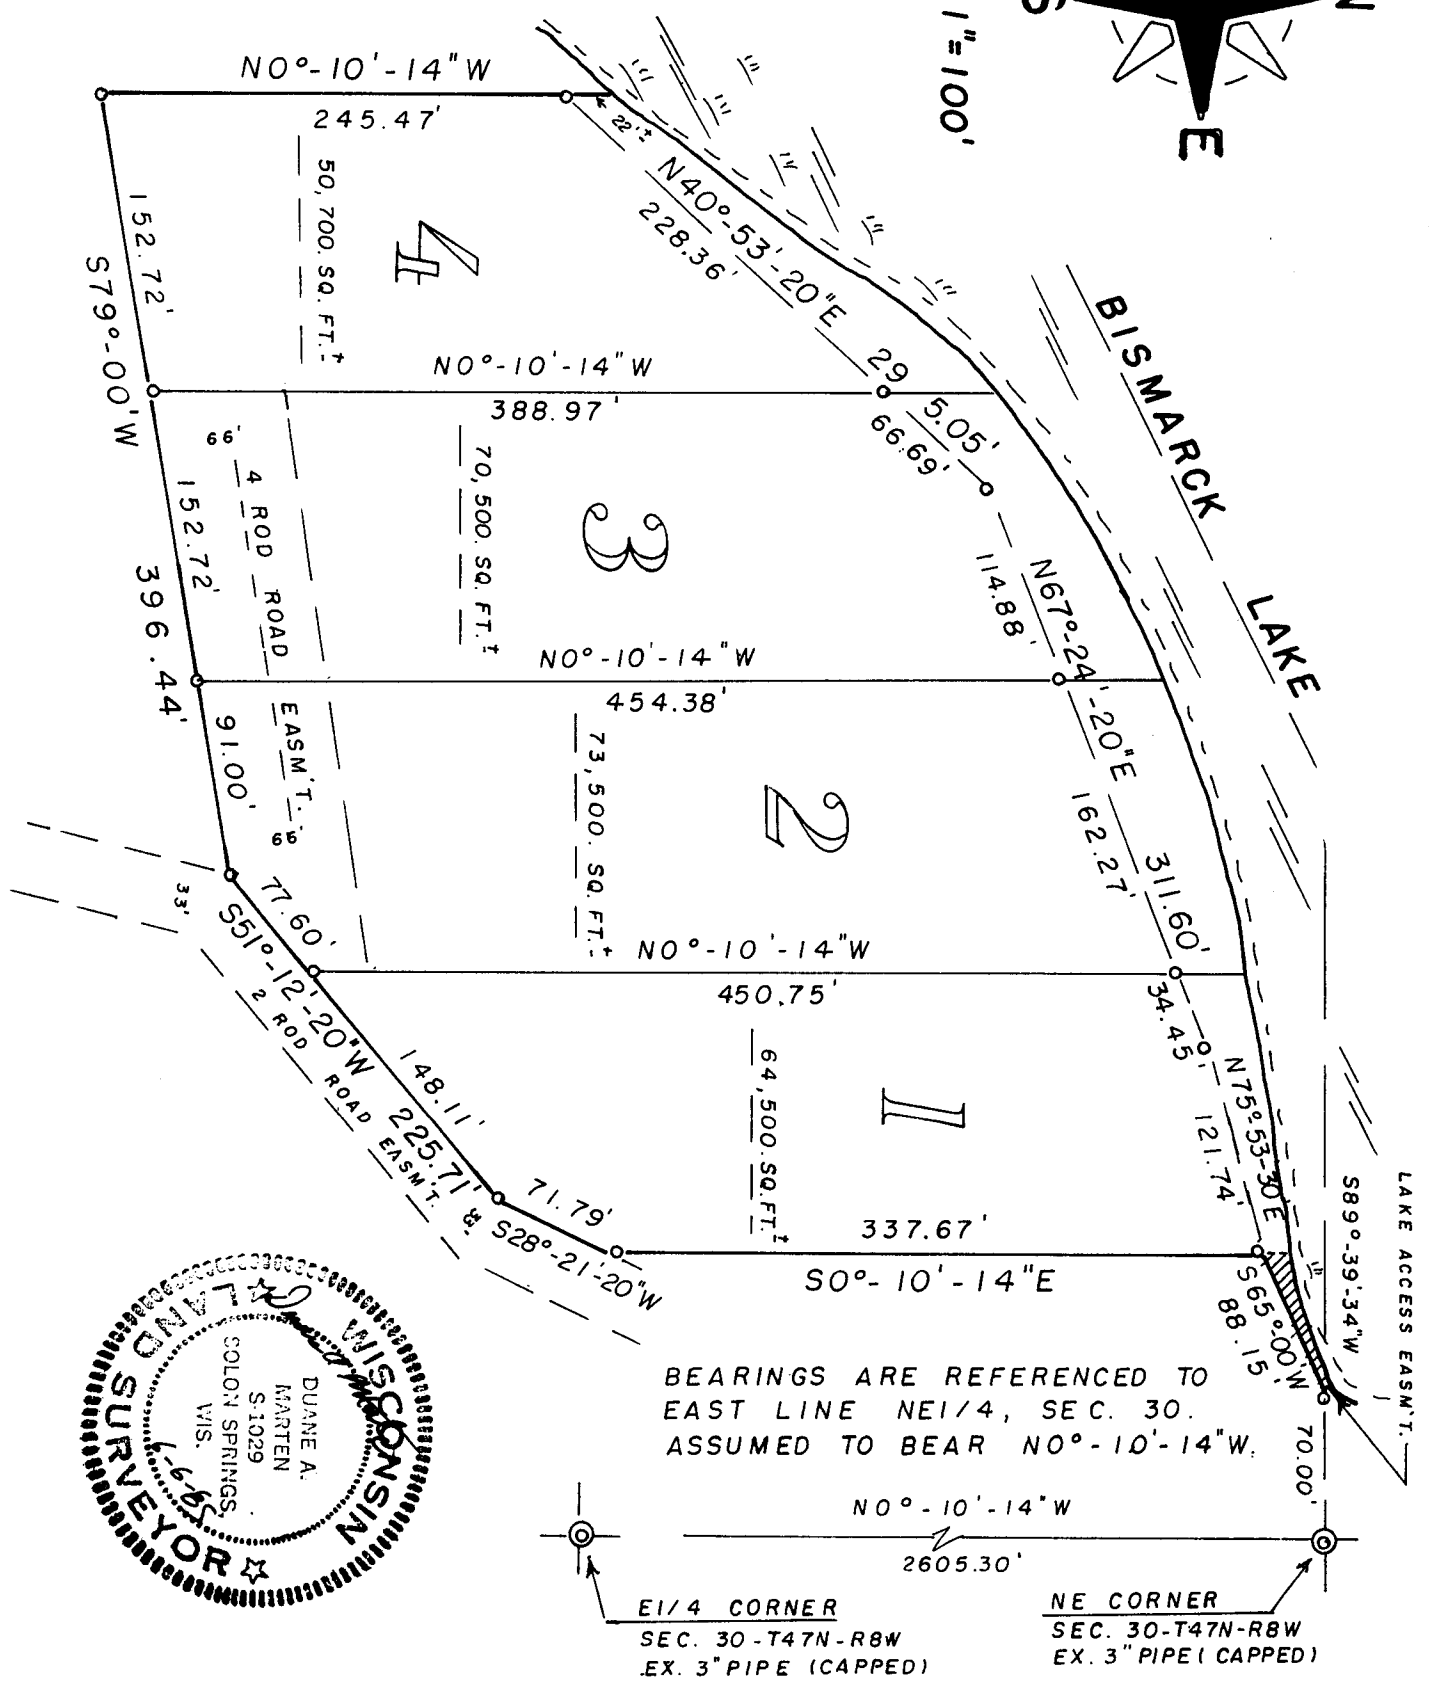 S
N
E
1"=100'
N0°-10'-14"W
245.47'
22'±
N40°-53'-20"E
228.36'
295.05'
66.69'
BISMARCK LAKE
50,700. SQ. FT.±
4
152.72'
S79°-00'W
396.44'
N0°-10'-14"W
388.97'
66'
4 ROD ROAD EASM'T.
152.72'
70,500. SQ. FT.±
3
N67°-24'-20"E
311.60'
114.88'
N0°-10'-14"W
454.38'
91.00'
73,500. SQ. FT.±
2
162.27'
77.60'
33'
S51°-12'-20"W
225.71'
2 ROD ROAD EASM'T.
N0°-10'-14"W
450.75'
34.45'
148.11'
64,500. SQ. FT.±
1
N75°-53-30"E
121.74'
71.79'
S28°-21'-20"W
337.67'
S0°-10'-14"E
S65°-00'W
88.15'
S89°-39'-34"W
LAKE ACCESS EASM'T.
70.00'
BEARINGS ARE REFERENCED TO
EAST LINE NE1/4, SEC. 30.
ASSUMED TO BEAR N0°-10'-14"W.
N0°-10'-14"W
2605.30'
E1/4 CORNER
SEC. 30-T47N-R8W
EX. 3"PIPE (CAPPED)
NE CORNER
SEC. 30-T47N-R8W
EX. 3"PIPE (CAPPED)
WISCONSIN
LAND SURVEYOR
DUANE A.
MARTEN
S-1029
SOLON SPRINGS,
WIS.